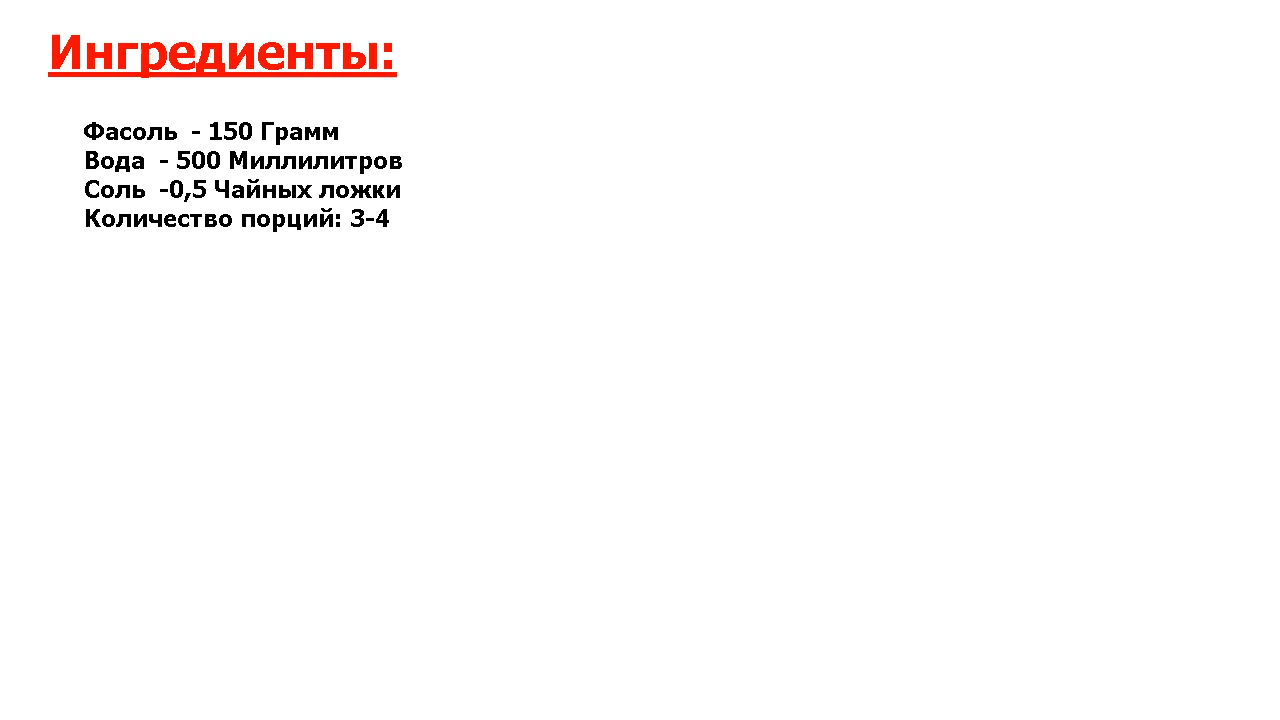 Ингредиенты:
Фасоль  - 150 Грамм
Вода  - 500 Миллилитров
Соль  -0,5 Чайных ложки
Количество порций: 3-4